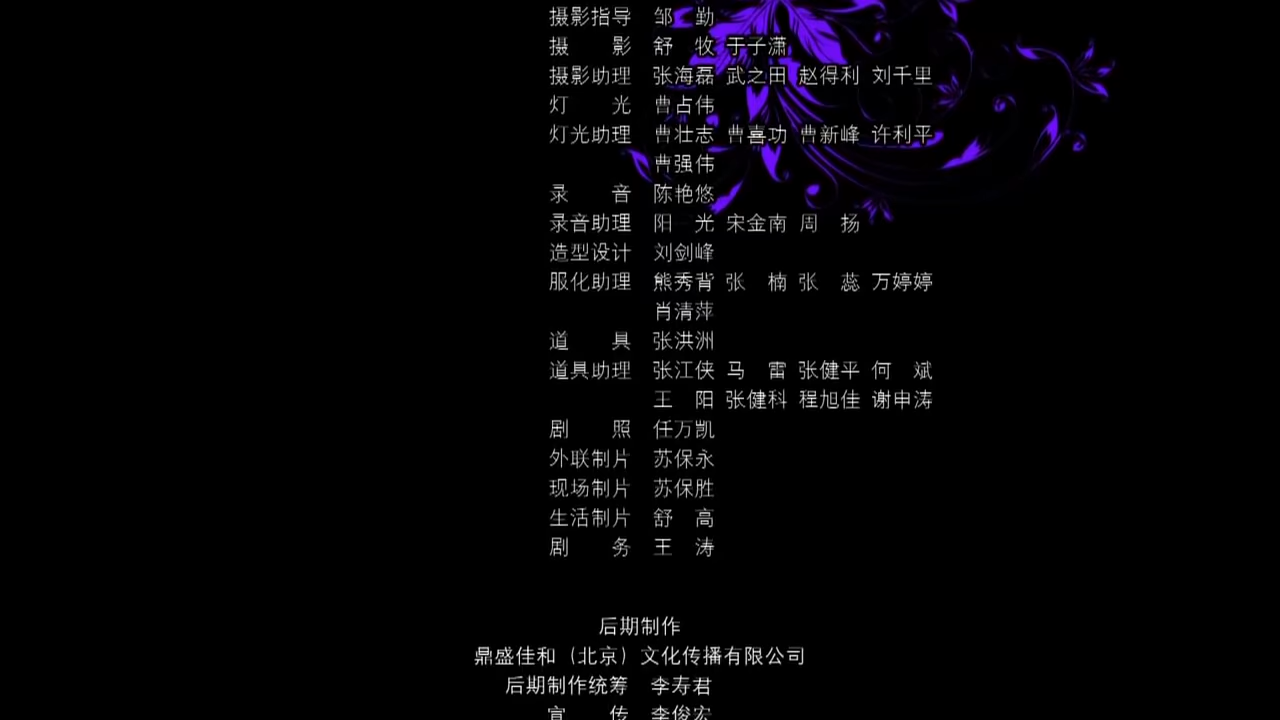 摄影指导 邹 勤
摄 影 舒 牧 于子潇
摄影助理 张海磊 武之田 赵得利 刘千里
灯 光 曹占伟
灯光助理 曹壮志 曹喜功 曹新峰 许利平
曹强伟
录 音 陈艳悠
录音助理 阳 光 宋金南 周 扬
造型设计 刘剑峰
服化助理 熊秀背 张 楠 张 蕊 万婷婷
肖清萍
道 具 张洪洲
道具助理 张江侠 马 雷 张健平 何 斌
王 阳 张健科 程旭佳 谢申涛
剧 照 任万凯
外联制片 苏保永
现场制片 苏保胜
生活制片 舒 高
剧 务 王 涛
后期制作
鼎盛佳和（北京）文化传播有限公司
后期制作统筹 李寿君
宣 传 李俊宏